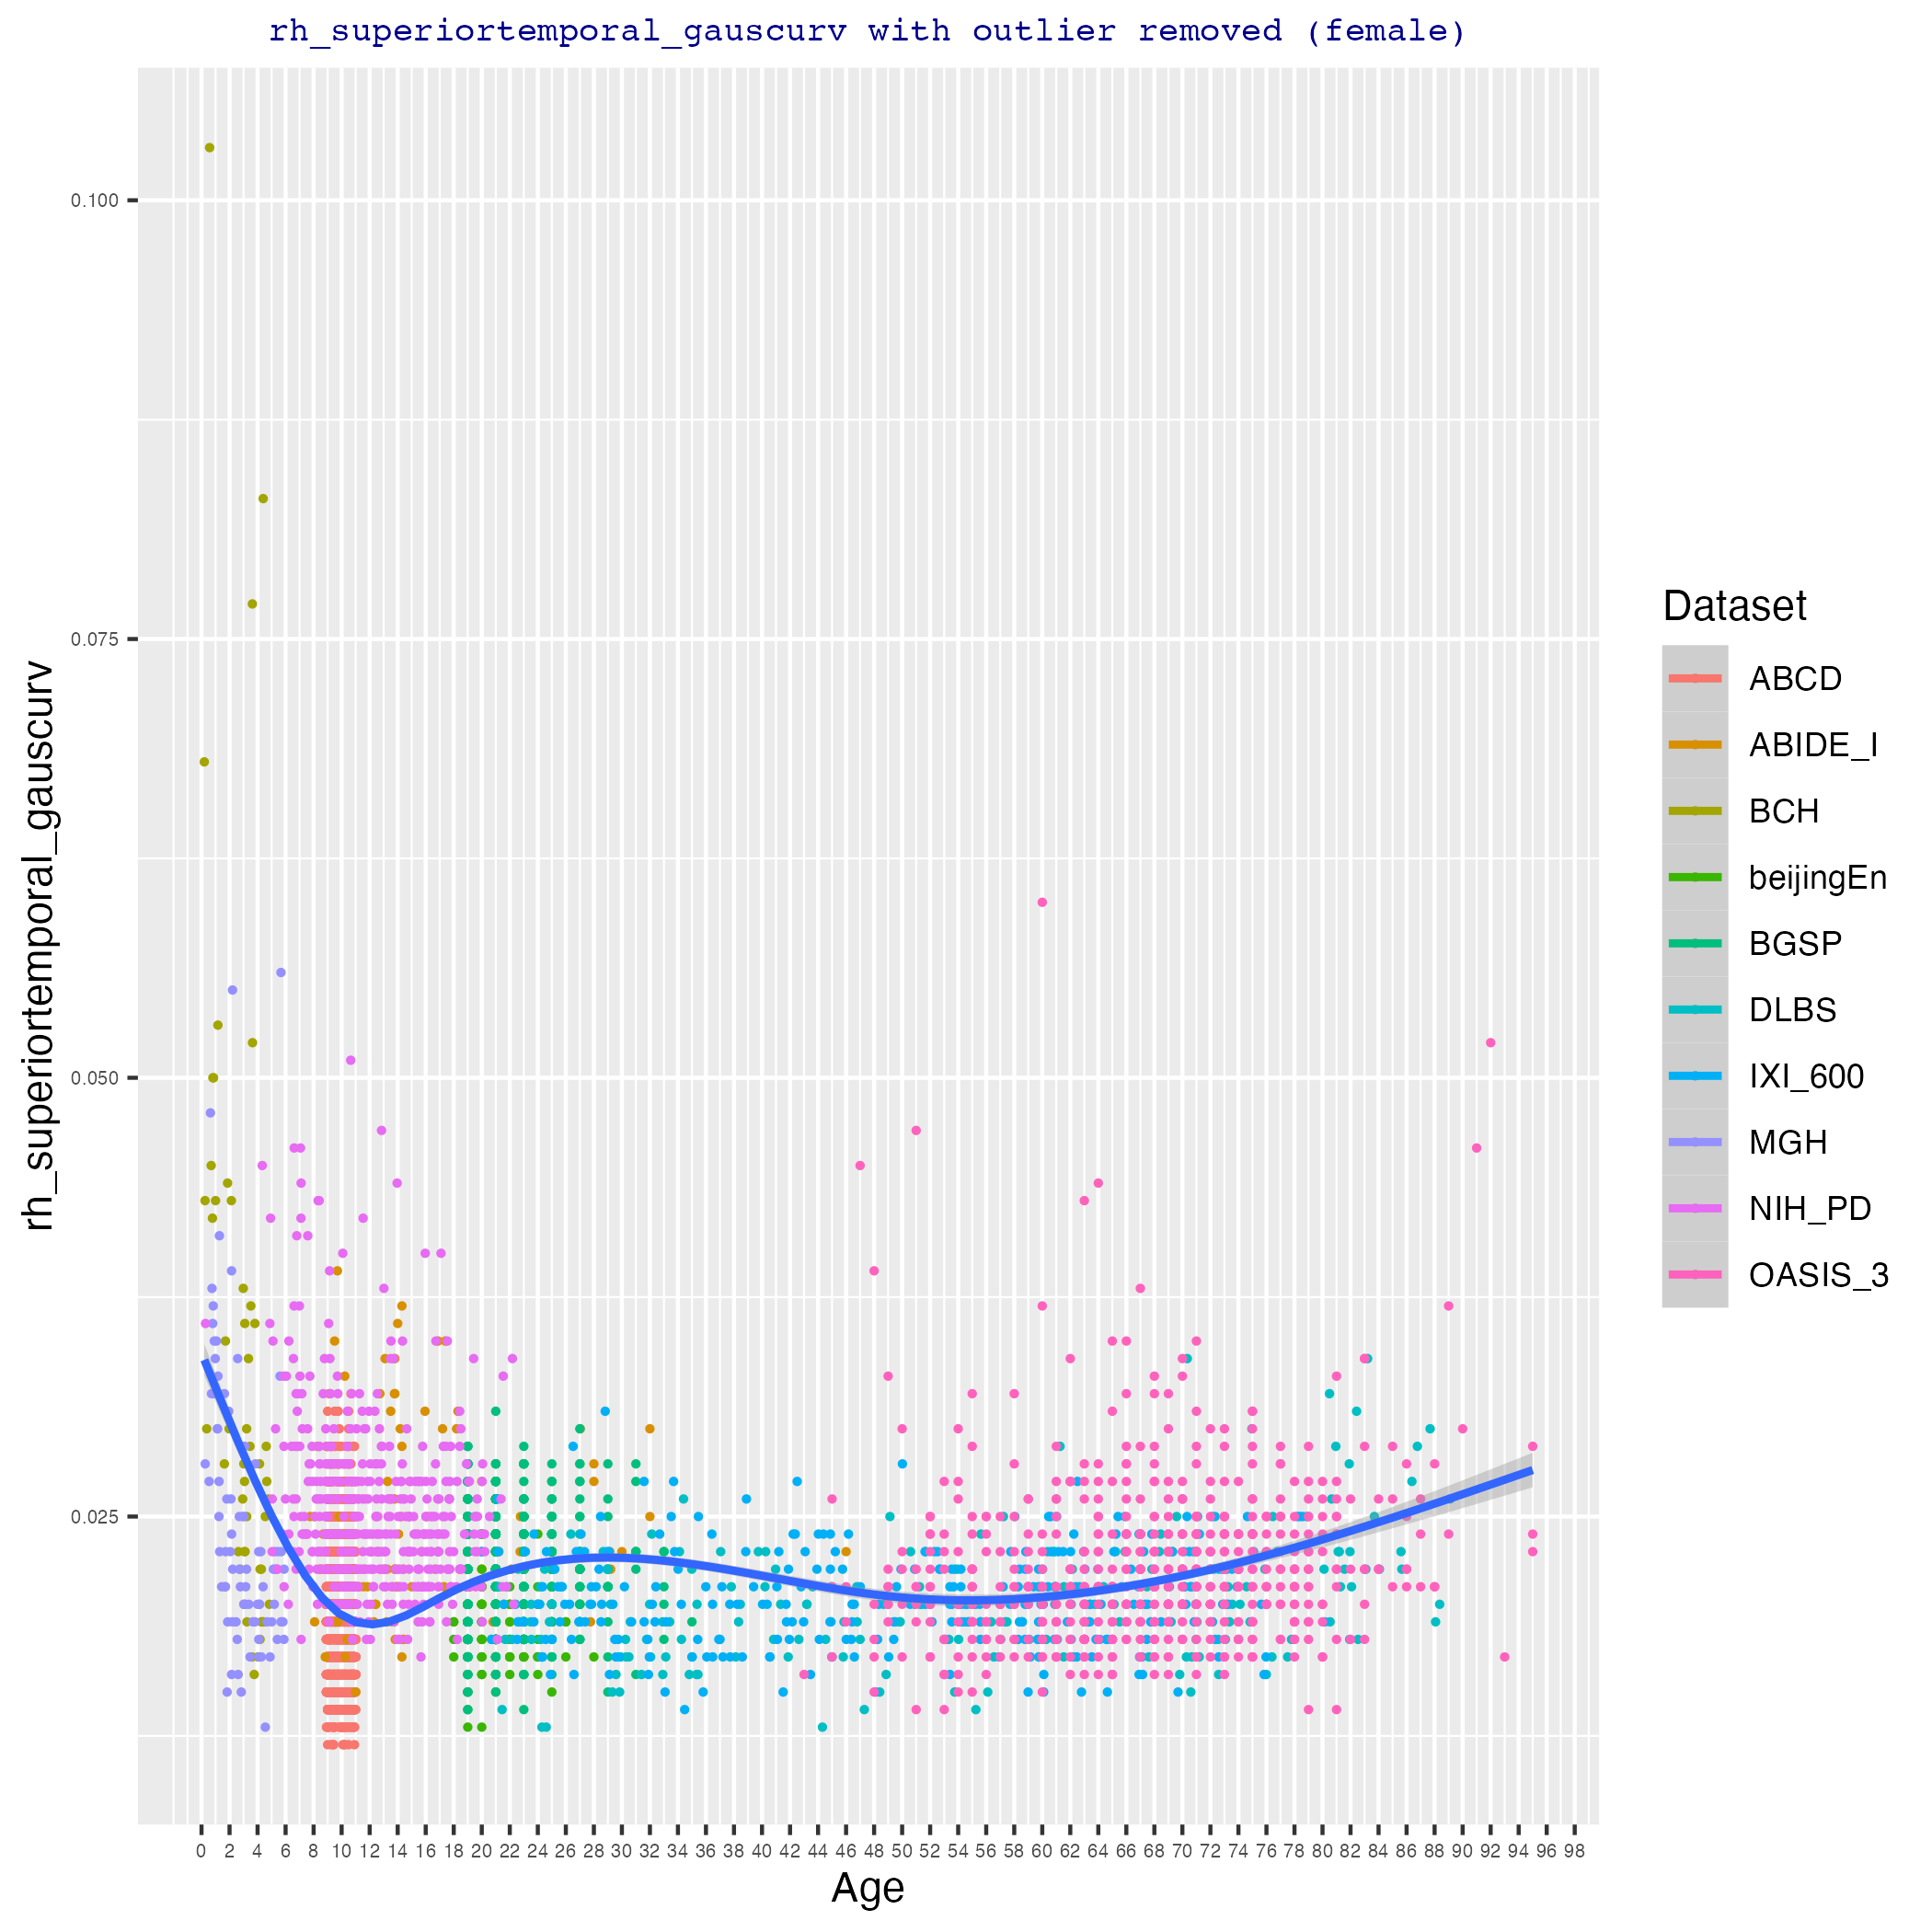 rh_superiortemporal_gauscurv with outlier removed (female)
0.100
0.075
0.050
0.025
rh_superiortemporal_gauscurv
0 2 4 6 8 10 12 14 16 18 20 22 24 26 28 30 32 34 36 38 40 42 44 46 48 50 52 54 56 58 60 62 64 66 68 70 72 74 76 78 80 82 84 86 88 90 92 94 96 98
Age
Dataset
ABCD
ABIDE_I
BCH
beijingEn
BGSP
DLBS
IXI_600
MGH
NIH_PD
OASIS_3